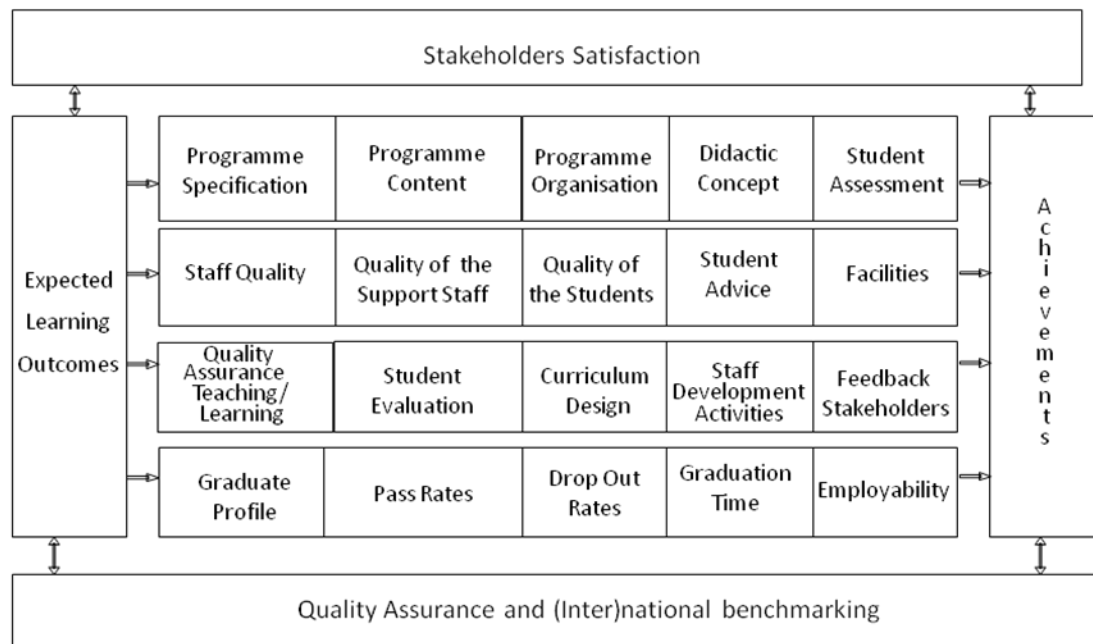 Stakeholders Satisfaction
Programme
Specification
Programme
Content
Programme
Organisation
Didactic
Concept
Student
Assessment
Expected
Learning
Outcomes
Staff Quality
Quality of the
Support Staff
Quality of
the Students
Student
Advice
Facilities
Quality
Assurance
Teaching/
Learning
Student
Evaluation
Curriculum
Design
Staff
Development
Activities
Feedback
Stakeholders
Graduate
Profile
Pass Rates
Drop Out
Rates
Graduation
Time
Employability
Achievements
Quality Assurance and (Inter)national benchmarking